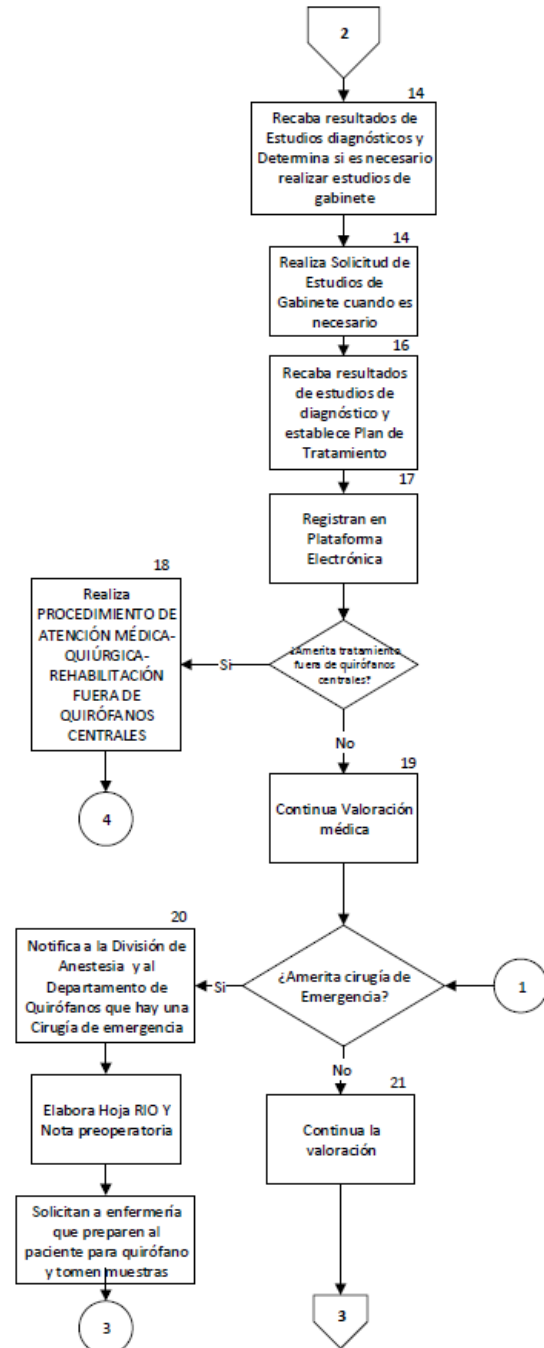 2
14
Recaba resultados de
Estudios diagnósticos y
Determina si es necesario
realizar estudios de
gabinete
14
Realiza Solicitud de
Estudios de
Gabinete cuando es
necesario
16
Recaba resultados
de estudios de
diagnóstico y
establece Plan de
Tratamiento
17
Registran en
Plataforma
Electrónica
¿Amerita tratamiento
fuera de quirófanos
centrales?
Si
18
Realiza
PROCEDIMIENTO DE
ATENCIÓN MÉDICA-
QUIÚRGICA-
REHABILITACIÓN
FUERA DE
QUIRÓFANOS
CENTRALES
4
No
19
Continua Valoración
médica
¿Amerita cirugía de
Emergencia?
1
Si
20
Notifica a la División de
Anestesia y al
Departamento de
Quirófanos que hay una
Cirugía de emergencia
Elabora Hoja RIO Y
Nota preoperatoria
Solicitan a enfermería
que preparen al
paciente para quirófano
y tomen muestras
3
No
21
Continua la
valoración
3